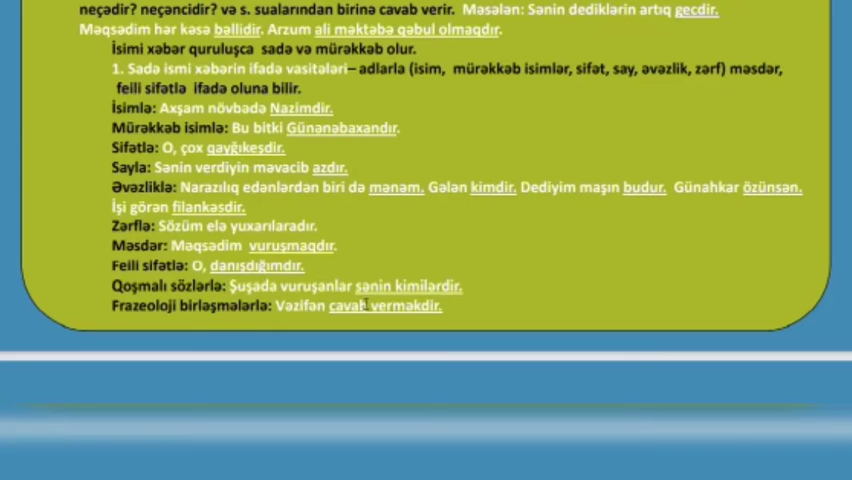 neçədir? neçəncidir? və s. sualarından birinə cavab verir. Məsələn: Sənin dediklərin artıq gecdir.
Məqsədim hər kəsə bəllidir. Arzum ali məktəbə qəbul olmaqdır.
İsimi xəbər quruluşca sadə və mürəkkəb olur.
1. Sadə ismi xəbərin ifadə vasitələri– adlarla (isim, mürəkkəb isimlər, sifət, say, əvəzlik, zərf) məsdər,
feili sifətlə ifadə oluna bilir.
İsimlə: Axşam növbədə Nazimdir.
Mürəkkəb isimlə: Bu bitki Günənəbaxandır.
Sifətlə: O, çox qayğıkeşdir.
Sayla: Sənin verdiyin məvacib azdır.
Əvəzliklə: Narazılıq edənlərdən biri də mənəm. Gələn kimdir. Dediyim maşın budur. Günahkar özünsən.
İşi görən filankəsdir.
Zərflə: Sözüm elə yuxarılaradır.
Məsdər: Məqsədim vuruşmaqdır.
Feili sifətlə: O, danışdığımdır.
Qoşmalı sözlərlə: Şuşada vuruşanlar sənin kimilərdir.
Frazeoloji birləşmələrlə: Vəzifən cavab verməkdir.